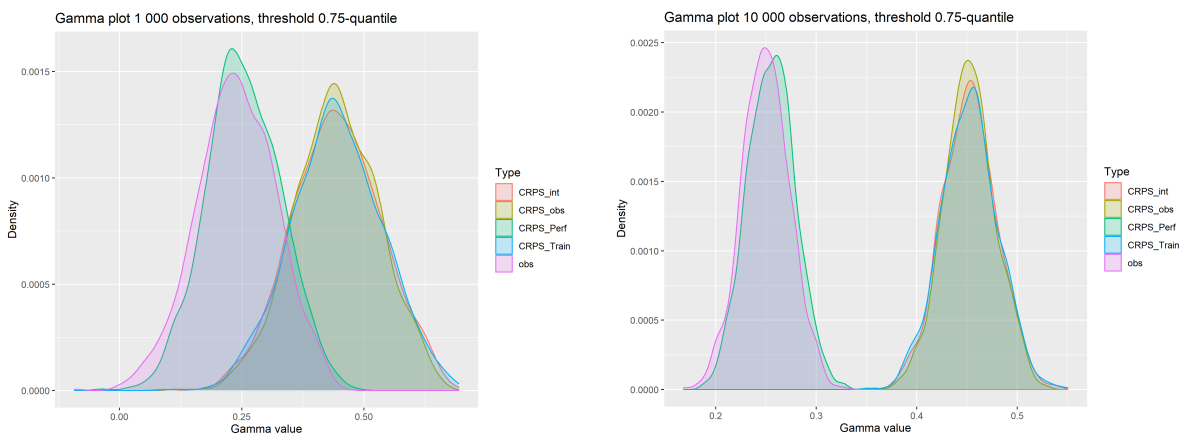 Gamma plot 1 000 observations, threshold 0.75-quantile
Density
0.0015
0.0010
0.0005
0.0000
0.00
0.25
0.50
Gamma value
Type
CRPS_int
CRPS_obs
CRPS_Perf
CRPS_Train
obs
Gamma plot 10 000 observations, threshold 0.75-quantile
Density
0.0025
0.0020
0.0015
0.0010
0.0005
0.0000
0.2
0.3
0.4
0.5
Gamma value
Type
CRPS_int
CRPS_obs
CRPS_Perf
CRPS_Train
obs